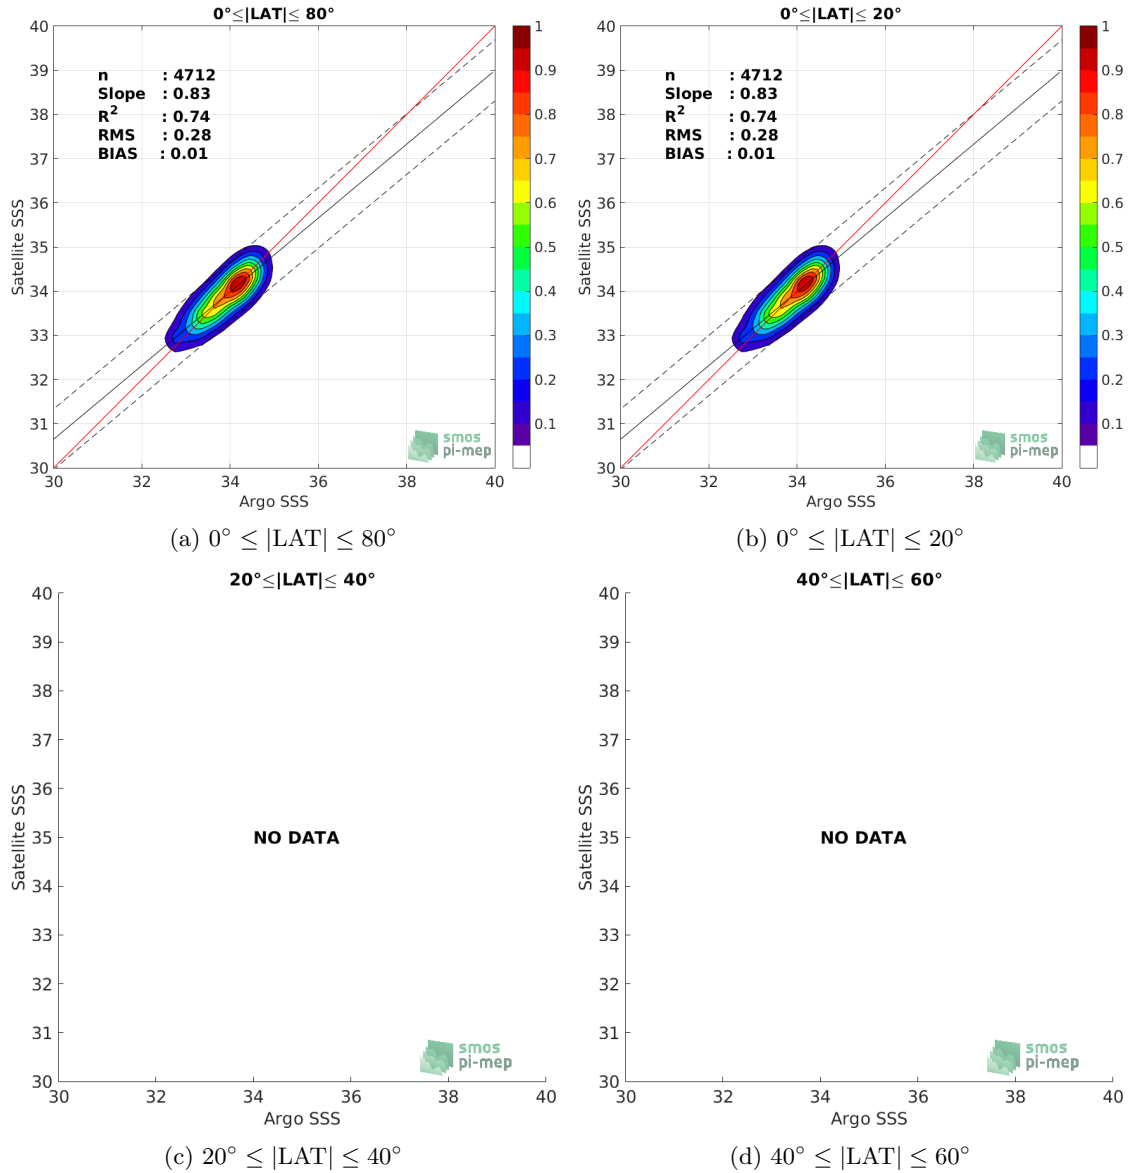 0°≤|LAT|≤ 80°
40
39
38
37
36
35
34
33
32
31
30
Satellite SSS
n : 4712
Slope : 0.83
R² : 0.74
RMS : 0.28
BIAS : 0.01
smos
pi-mep
30 32 34 36 38 40
Argo SSS
1
0.9
0.8
0.7
0.6
0.5
0.4
0.3
0.2
0.1
(a) 0° ≤ |LAT| ≤ 80°
0°≤|LAT|≤ 20°
40
39
38
37
36
35
34
33
32
31
30
Satellite SSS
n : 4712
Slope : 0.83
R² : 0.74
RMS : 0.28
BIAS : 0.01
smos
pi-mep
30 32 34 36 38 40
Argo SSS
1
0.9
0.8
0.7
0.6
0.5
0.4
0.3
0.2
0.1
(b) 0° ≤ |LAT| ≤ 20°
20°≤|LAT|≤ 40°
40
39
38
37
36
35
34
33
32
31
30
Satellite SSS
NO DATA
smos
pi-mep
30 32 34 36 38 40
Argo SSS
(c) 20° ≤ |LAT| ≤ 40°
40°≤|LAT|≤ 60°
40
39
38
37
36
35
34
33
32
31
30
Satellite SSS
NO DATA
smos
pi-mep
30 32 34 36 38 40
Argo SSS
(d) 40° ≤ |LAT| ≤ 60°